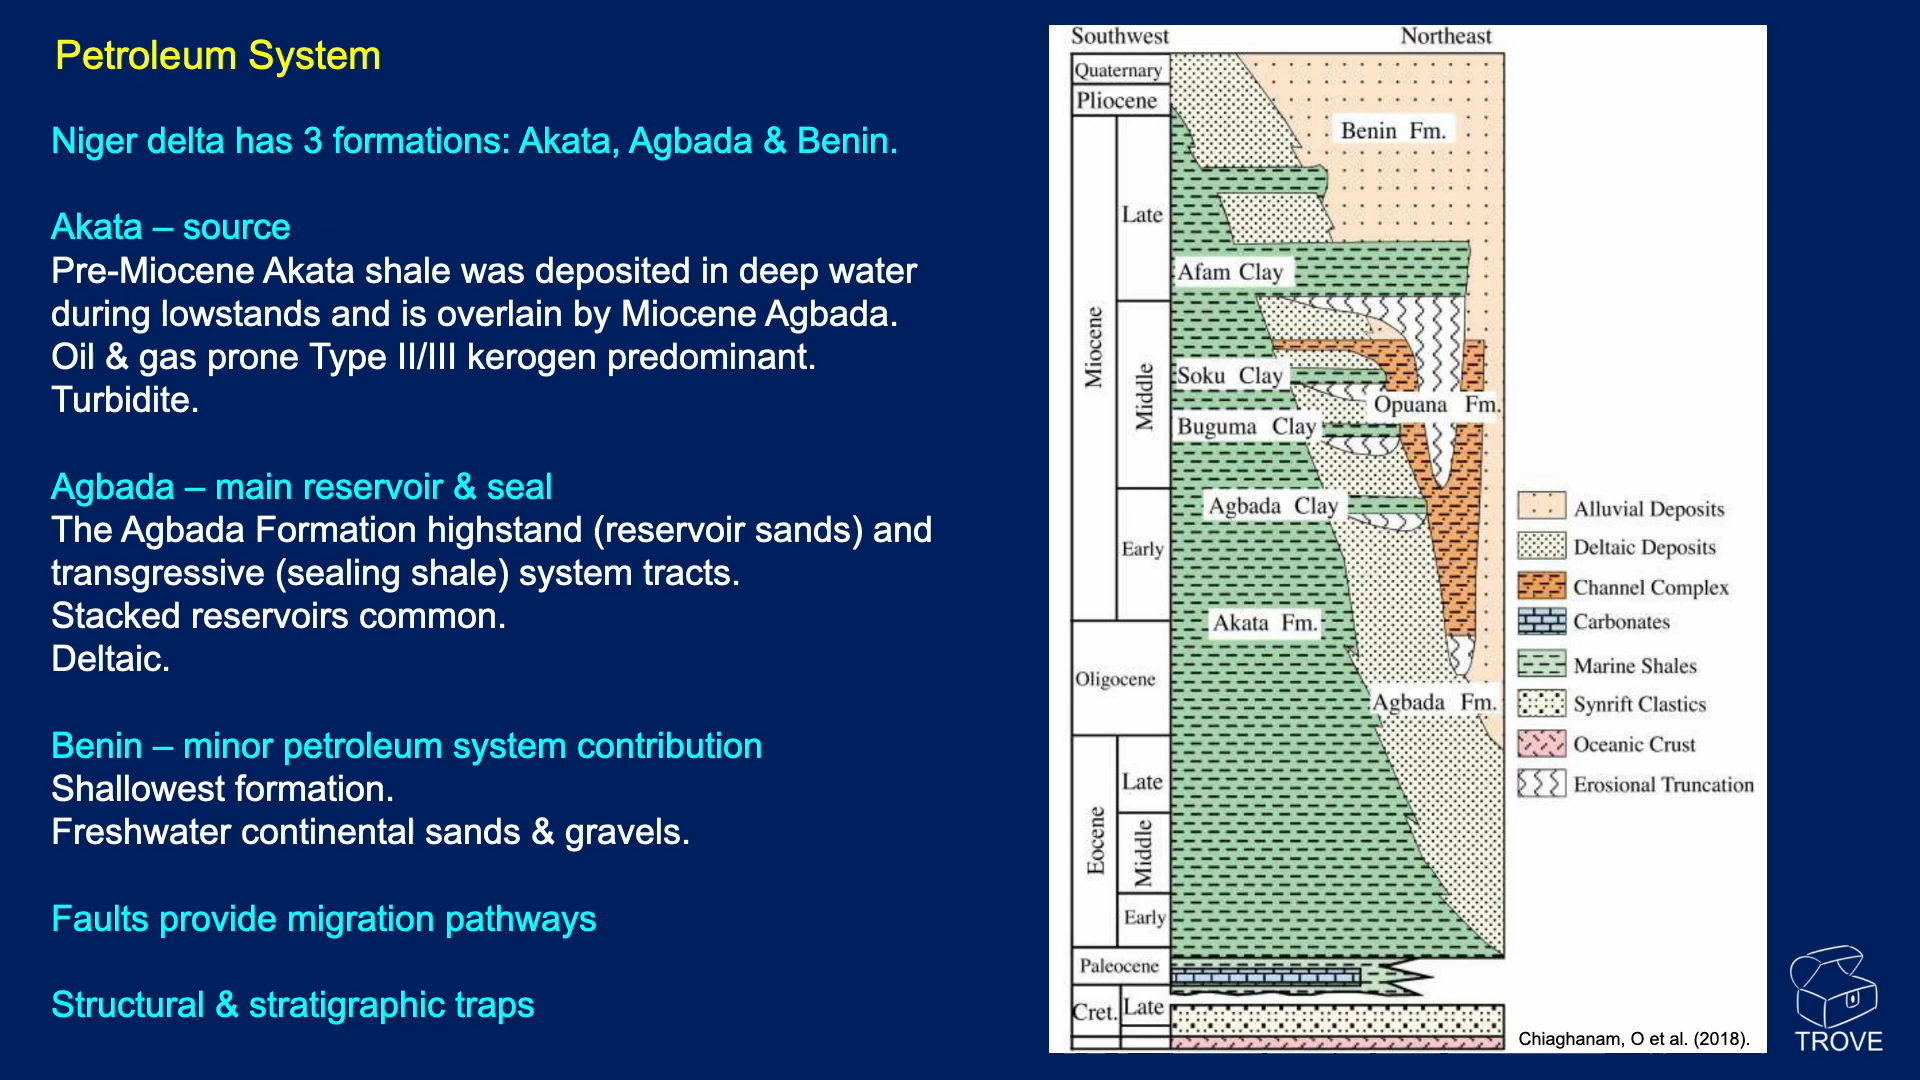 Petroleum System
Niger delta has 3 formations: Akata, Agbada & Benin.
Akata – source
Pre-Miocene Akata shale was deposited in deep water
during lowstands and is overlain by Miocene Agbada.
Oil & gas prone Type II/III kerogen predominant.
Turbidite.
Agbada – main reservoir & seal
The Agbada Formation highstand (reservoir sands) and
transgressive (sealing shale) system tracts.
Stacked reservoirs common.
Deltaic.
Benin – minor petroleum system contribution
Shallowest formation.
Freshwater continental sands & gravels.
Faults provide migration pathways
Structural & stratigraphic traps
Southwest
Northeast
Quaternary
Pliocene
Miocene
Late
Middle
Early
Oligocene
Eocene
Late
Middle
Early
Paleocene
Cret.
Late
Benin Fm.
Afam Clay
Soku Clay
Opuana Fm.
Buguma Clay
Agbada Clay
Akata Fm.
Agbada Fm.
Alluvial Deposits
Deltaic Deposits
Channel Complex
Carbonates
Marine Shales
Synrift Clastics
Oceanic Crust
Erosional Truncation
Chiaghanam, O et al. (2018).
TROVE